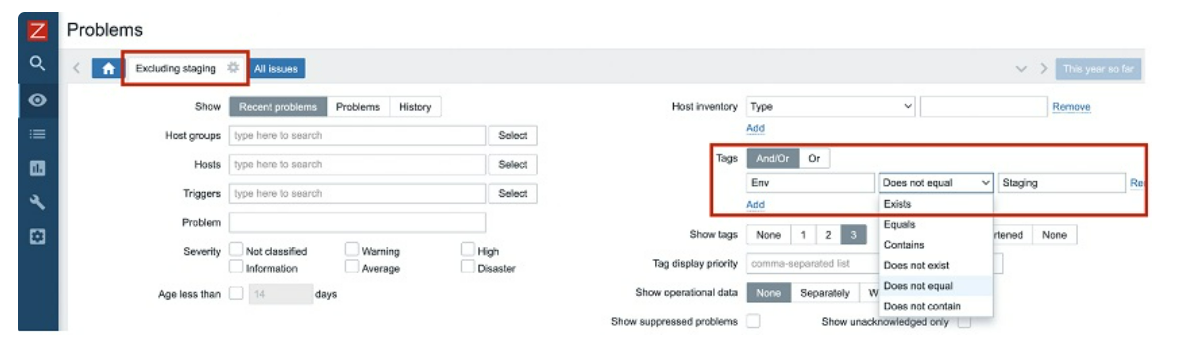 Z Problems
Excluding staging All issues This year so far
Show Recent problems Problems History
Host groups type here to search Select
Hosts type here to search Select
Triggers type here to search Select
Problem
Severity Not classified Warning High
Information Average Disaster
Age less than 14 days
Host inventory Type Remove
Add
Tags And/Or Or
Env Does not equal Staging
Add
Exists
Equals
Contains
Does not exist
Does not equal
Does not contain
Show tags None 1 2 3 None
Tag display priority comma-separated list
Show operational data None Separately
Show suppressed problems Show unacknowledged only